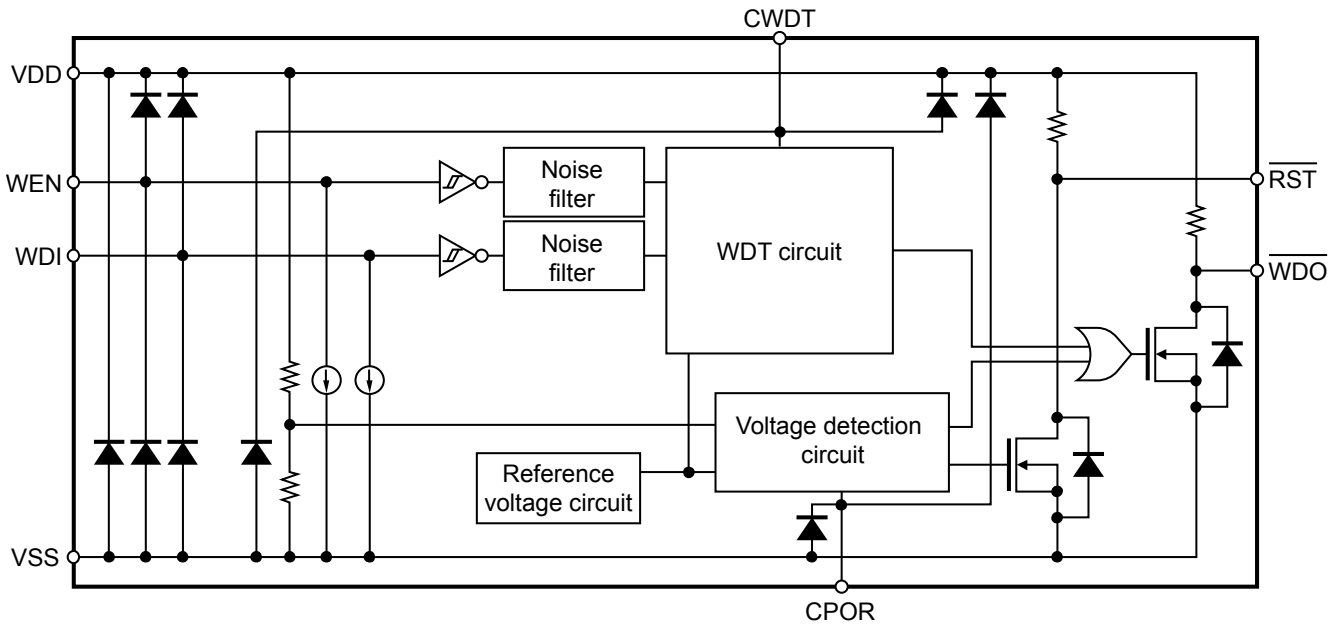 CWDT
VDD
WEN
Noise
filter
RST
WDI
Noise
filter
WDT circuit
WDO
Voltage detection
circuit
Reference
voltage circuit
VSS
CPOR